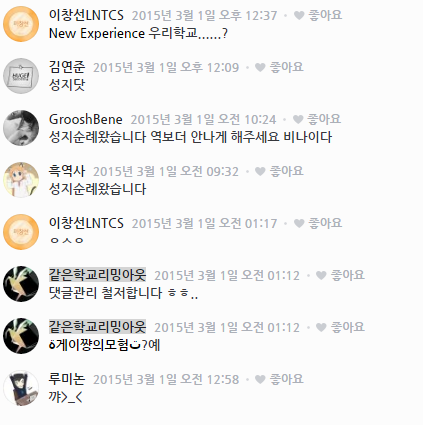 이창선LNTCS 2015년 3월 1일 오후 12:37 · ♥ 좋아요
New Experience 우리학교......?
김연준 2015년 3월 1일 오후 12:09 · ♥ 좋아요
성지닷
GrooshBene 2015년 3월 1일 오전 10:24 · ♥ 좋아요
성지순례왔습니다 역보더 안나게 해주세요 비나이다
흑역사 2015년 3월 1일 오전 09:32 · ♥ 좋아요
성지순례왔습니다
이창선LNTCS 2015년 3월 1일 오전 01:17 · ♥ 좋아요
같은학교리밍아웃 2015년 3월 1일 오전 01:12 · ♥ 좋아요
댓글관리 철저합니다 ㅎㅎ..
같은학교리밍아웃 2015년 3월 1일 오전 01:12 · ♥ 좋아요
ة게이쨩의모험ت?예
루미논 2015년 3월 1일 오전 12:58 · ♥ 좋아요
꺄>_<